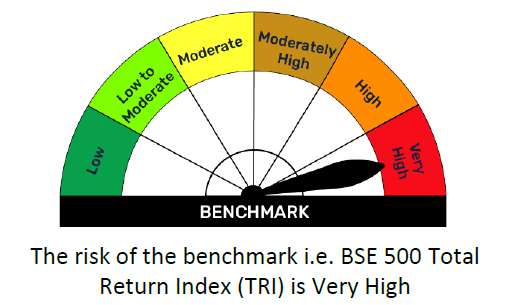 Low
Low to
Moderate
Moderate
Moderately
High
High
Very
High
BENCHMARK
The risk of the benchmark i.e. BSE 500 Total
Return Index (TRI) is Very High